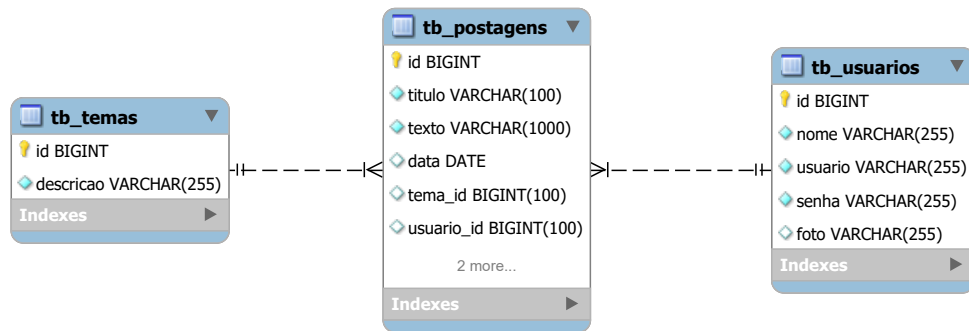 tb_temas
id BIGINT
descricao VARCHAR(255)
Indexes
tb_postagens
id BIGINT
titulo VARCHAR(100)
texto VARCHAR(1000)
data DATE
tema_id BIGINT(100)
usuario_id BIGINT(100)
2 more...
Indexes
tb_usuarios
id BIGINT
nome VARCHAR(255)
usuario VARCHAR(255)
senha VARCHAR(255)
foto VARCHAR(255)
Indexes